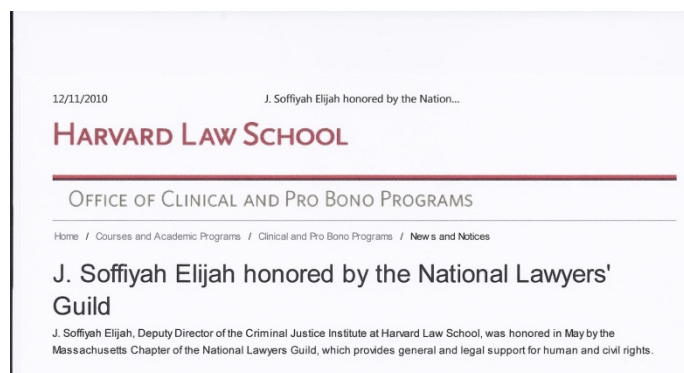 12/11/2010 J. Soffiyah Elijah honored by the Nation...
HARVARD LAW SCHOOL
OFFICE OF CLINICAL AND PRO BONO PROGRAMS
Home / Courses and Academic Programs / Clinical and Pro Bono Programs / News and Notices
J. Soffiyah Elijah honored by the National Lawyers'
Guild
J. Soffiyah Elijah, Deputy Director of the Criminal Justice Institute at Harvard Law School, was honored in May by the
Massachusetts Chapter of the National Lawyers Guild, which provides general and legal support for human and civil rights.